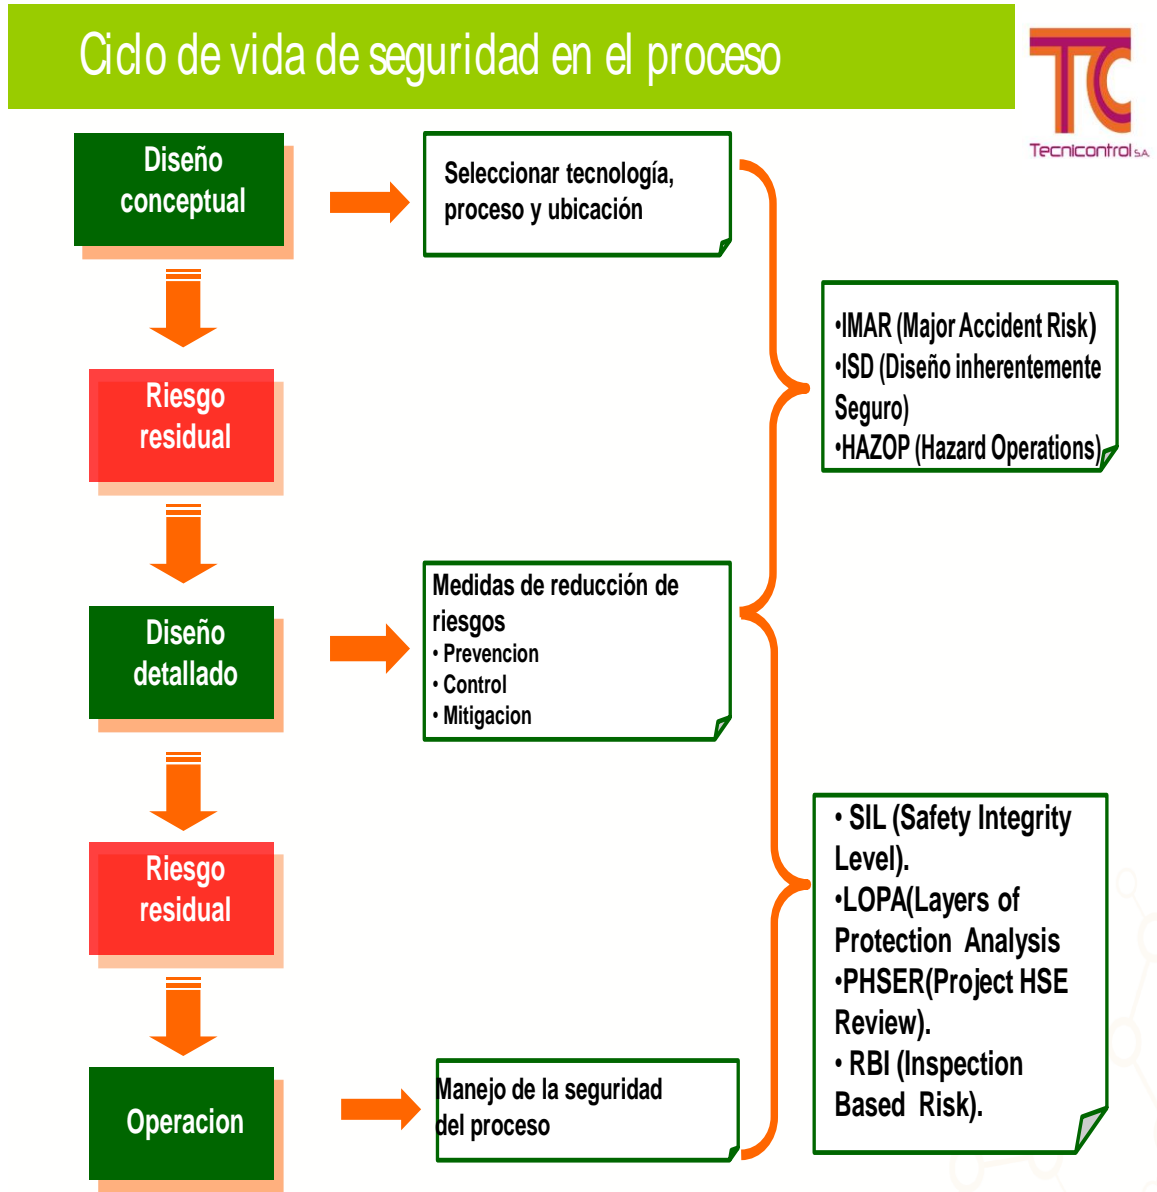 Ciclo de vida de seguridad en el proceso
TC
Tecnicontrol S.A.
Diseño
conceptual
Seleccionar tecnología,
proceso y ubicación
•IMAR (Major Accident Risk)
•ISD (Diseño inherentemente
Seguro)
•HAZOP (Hazard Operations)
Riesgo
residual
Diseño
detallado
Medidas de reducción de
riesgos
• Prevencion
• Control
• Mitigacion
Riesgo
residual
• SIL (Safety Integrity
Level).
•LOPA(Layers of
Protection Analysis
•PHSER(Project HSE
Review).
• RBI (Inspection
Based Risk).
Operacion
Manejo de la seguridad
del proceso